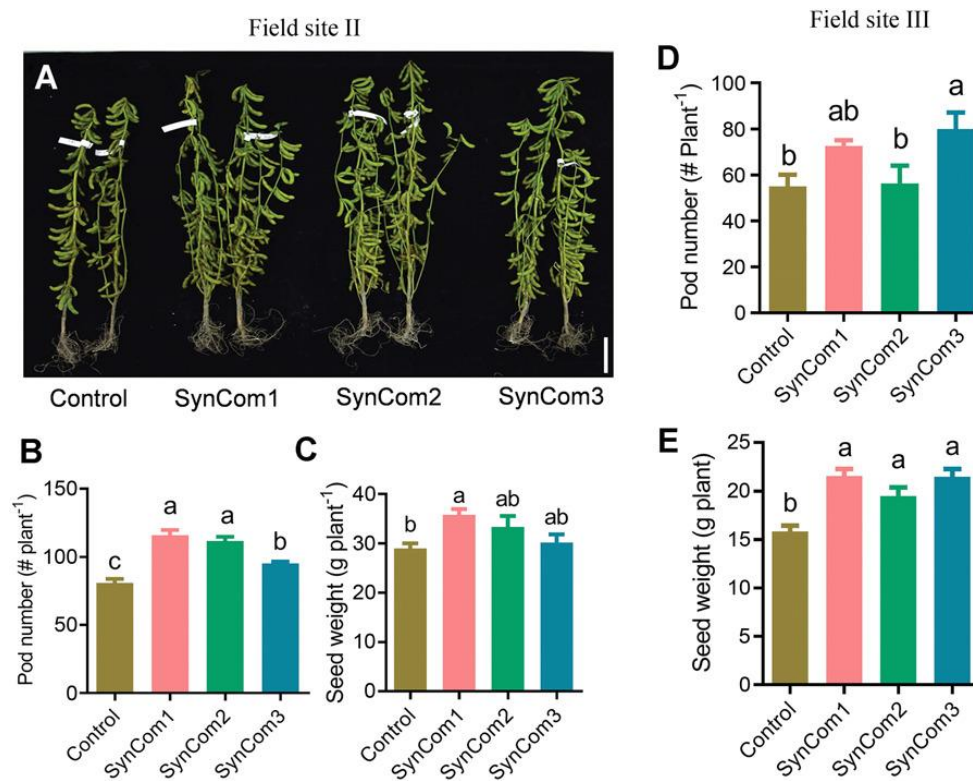 Field site II
Field site III
A
Control
SynCom1
SynCom2
SynCom3
B
Pod number (# plant⁻¹)
150
100
50
0
c
a
a
b
Control
SynCom1
SynCom2
SynCom3
C
Seed weight (g plant⁻¹)
40
30
20
10
0
b
a
ab
ab
Control
SynCom1
SynCom2
SynCom3
D
Pod number (# Plant⁻¹)
100
80
60
40
20
0
b
ab
b
a
Control
SynCom1
SynCom2
SynCom3
E
Seed weight (g plant)
25
20
15
10
5
0
b
a
a
a
Control
SynCom1
SynCom2
SynCom3